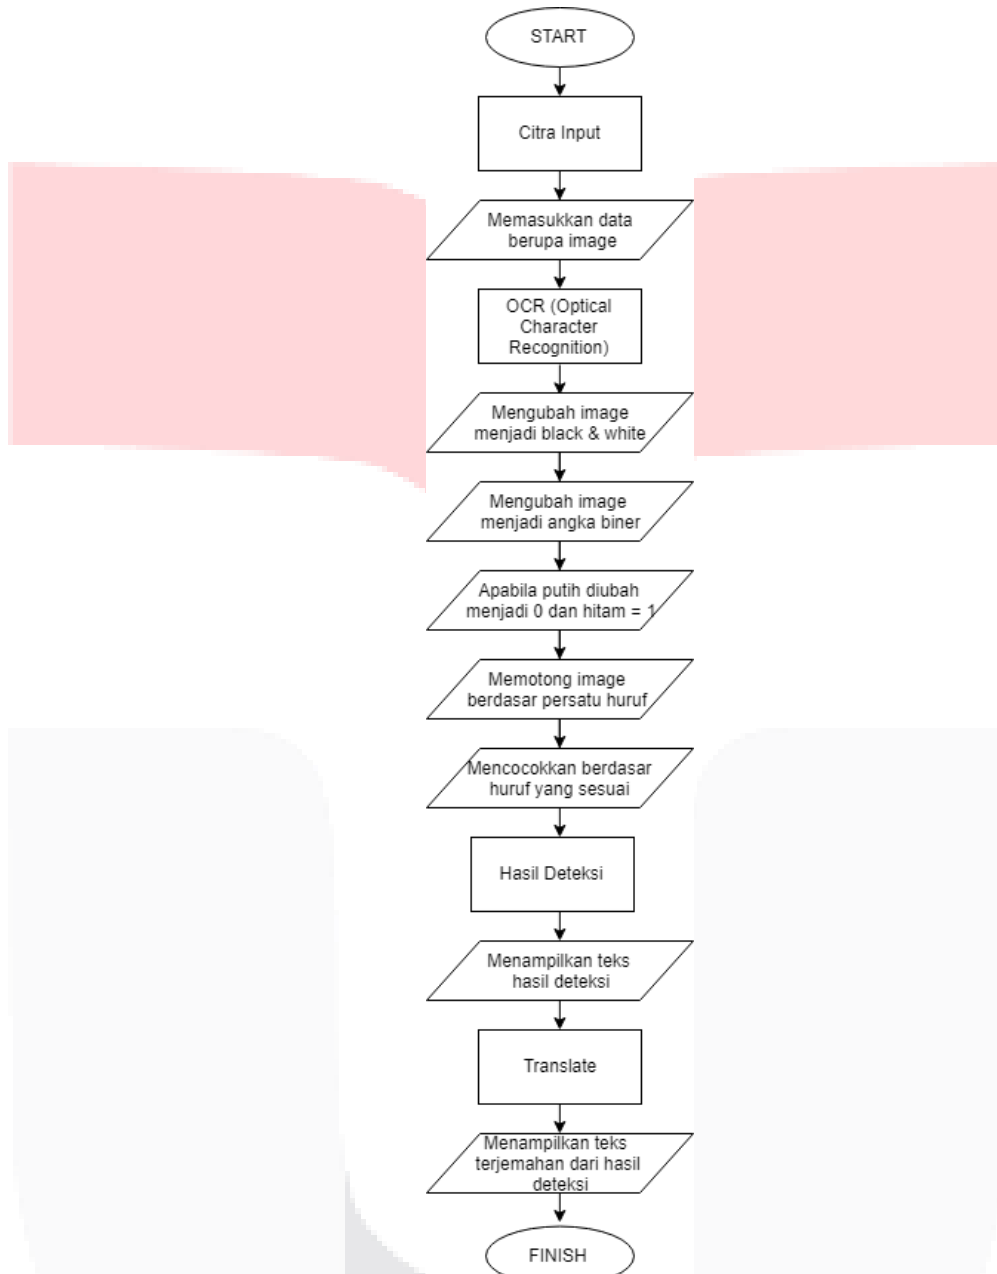 START
Citra Input
Memasukkan data
berupa image
OCR (Optical
Character
Recognition)
Mengubah image
menjadi black & white
Mengubah image
menjadi angka biner
Apabila putih diubah
menjadi 0 dan hitam = 1
Memotong image
berdasar persatu huruf
Mencocokkan berdasar
huruf yang sesuai
Hasil Deteksi
Menampilkan teks
hasil deteksi
Translate
Menampilkan teks
terjemahan dari hasil
deteksi
FINISH